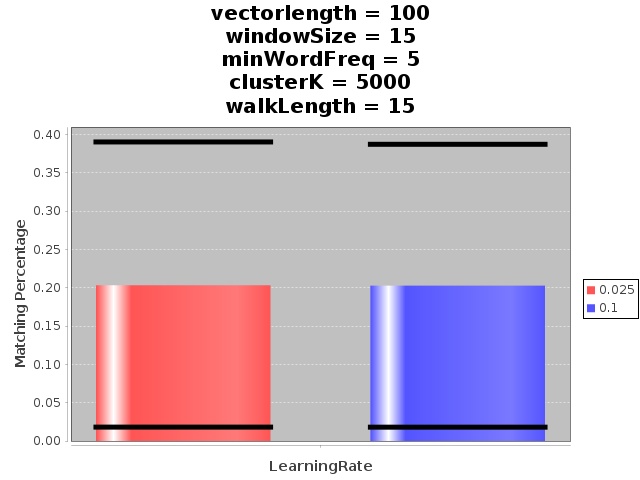 vectorlength = 100
windowSize = 15
minWordFreq = 5
clusterK = 5000
walkLength = 15
0.40
0.35
0.30
0.25
0.20
0.15
0.10
0.05
0.00
Matching Percentage
LearningRate
0.025
0.1